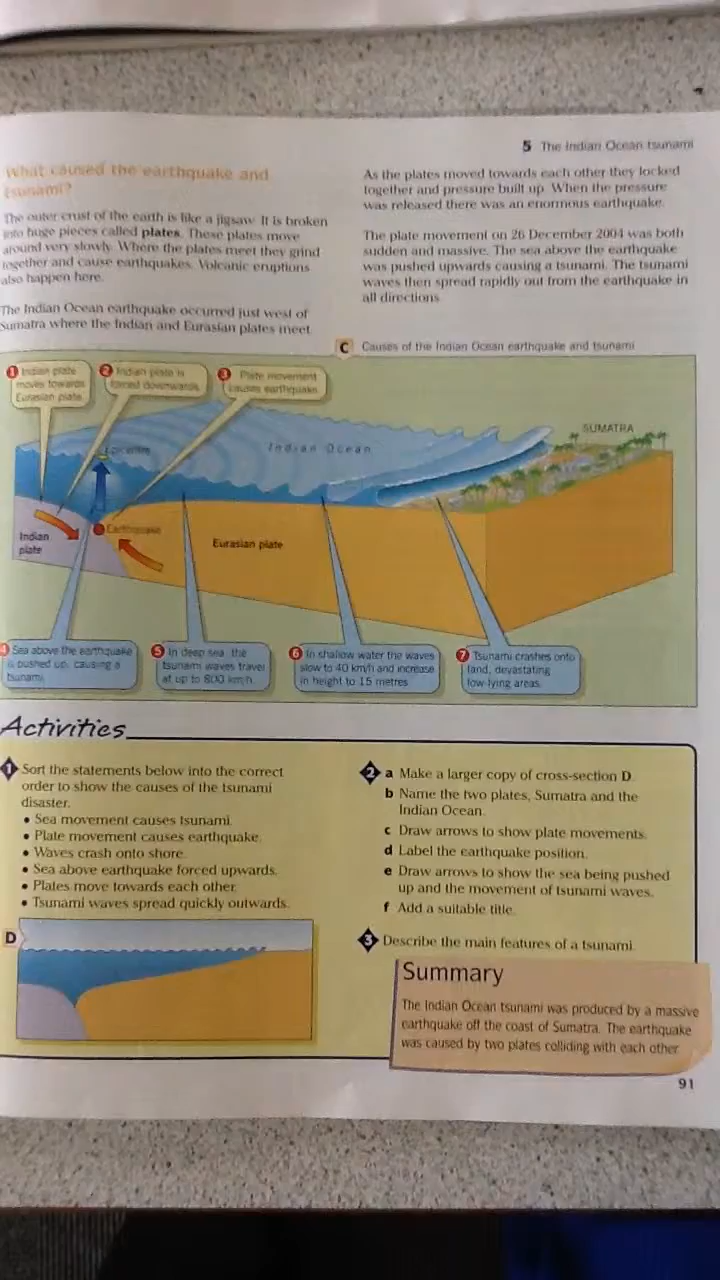 5 The Indian Ocean tsunami
What caused the earthquake and
tsunami?
The outer crust of the earth is like a jigsaw. It is broken
into huge pieces called plates. These plates move
around very slowly. Where the plates meet they grind
together and cause earthquakes. Volcanic eruptions
also happen here.
The Indian Ocean earthquake occurred just west of
Sumatra where the Indian and Eurasian plates meet.
As the plates moved towards each other they locked
together and pressure built up. When the pressure
was released there was an enormous earthquake.
The plate movement on 26 December 2004 was both
sudden and massive. The sea above the earthquake
was pushed upwards causing a tsunami. The tsunami
waves then spread rapidly out from the earthquake in
all directions.
C Causes of the Indian Ocean earthquake and tsunami
1 Indian plate
moves towards
Eurasian plate
2 Indian plate is
forced downwards
3 Plate movement
causes earthquake
Epicentre
Indian Ocean
SUMATRA
Indian
plate
Earthquake
Eurasian plate
4 Sea above the earthquake
is pushed up, causing a
tsunami
5 In deep sea the
tsunami waves travel
at up to 800 km/h
6 In shallow water the waves
slow to 40 km/h and increase
in height to 15 metres
7 Tsunami crashes onto
land, devastating
low-lying areas.
Activities
1 Sort the statements below into the correct
order to show the causes of the tsunami
disaster.
• Sea movement causes tsunami.
• Plate movement causes earthquake.
• Waves crash onto shore.
• Sea above earthquake forced upwards.
• Plates move towards each other.
• Tsunami waves spread quickly outwards.
D
2 a Make a larger copy of cross-section D.
b Name the two plates, Sumatra and the
Indian Ocean.
c Draw arrows to show plate movements.
d Label the earthquake position.
e Draw arrows to show the sea being pushed
up and the movement of tsunami waves.
f Add a suitable title.
3 Describe the main features of a tsunami.
Summary
The Indian Ocean tsunami was produced by a massive
earthquake off the coast of Sumatra. The earthquake
was caused by two plates colliding with each other.
91